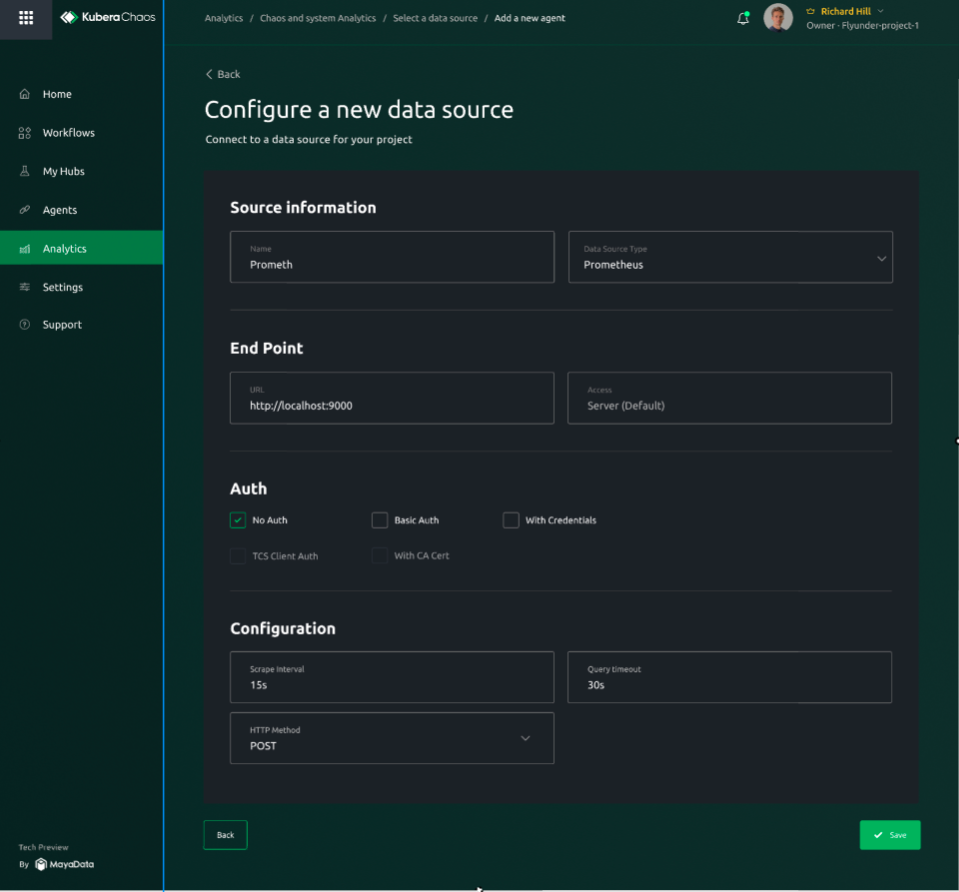 KuberaChaos
Analytics / Chaos and system Analytics / Select a data source / Add a new agent
Richard Hill
Owner - Flyunder-project-1
Home
Workflows
My Hubs
Agents
Analytics
Settings
Support
Tech Preview
By MayaData
Back
Configure a new data source
Connect to a data source for your project
Source information
Name
Prometh
Data Source Type
Prometheus
End Point
URL
http://localhost:9000
Access
Server (Default)
Auth
No Auth
Basic Auth
With Credentials
TCS Client Auth
With CA Cert
Configuration
Scrape Interval
15s
Query timeout
30s
HTTP Method
POST
Back
Save